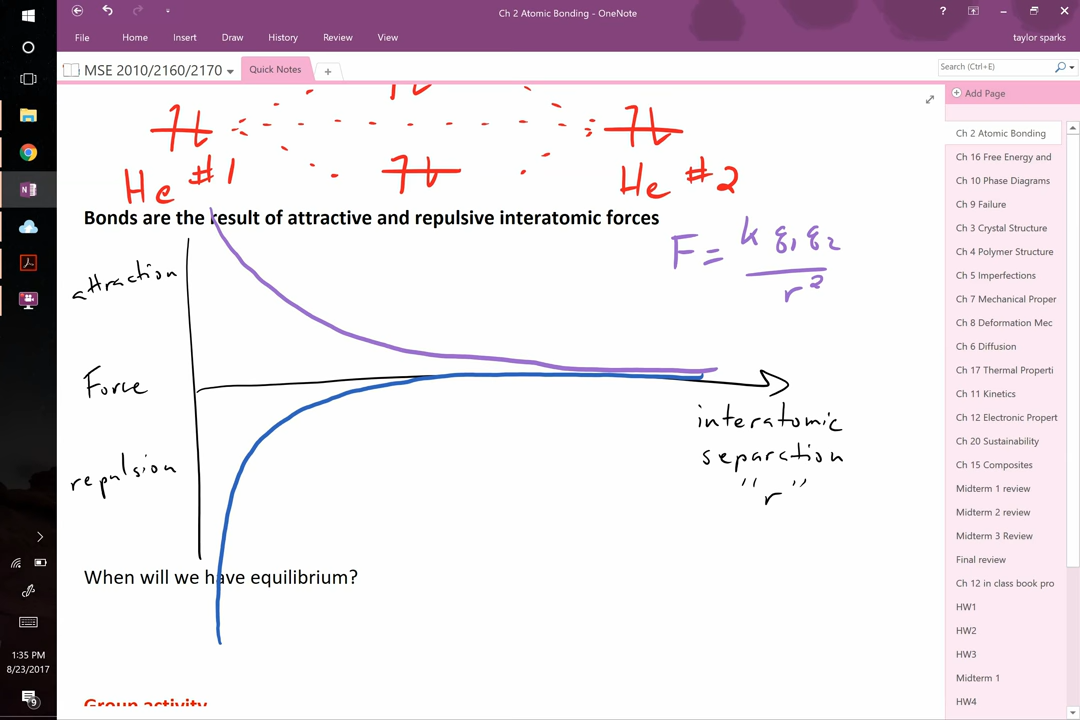 Ch 2 Atomic Bonding - OneNote
?
File Home Insert Draw History Review View
taylor sparks
MSE 2010/2160/2170
Quick Notes
+
Search (Ctrl+E)
Add Page
He #1
He #2
Bonds are the result of attractive and repulsive interatomic forces
F = k q1 q2
r²
attraction
Force
repulsion
interatomic
separation
"r"
When will we have equilibrium?
Group activity
Ch 2 Atomic Bonding
Ch 16 Free Energy and
Ch 10 Phase Diagrams
Ch 9 Failure
Ch 3 Crystal Structure
Ch 4 Polymer Structure
Ch 5 Imperfections
Ch 7 Mechanical Proper
Ch 8 Deformation Mec
Ch 6 Diffusion
Ch 17 Thermal Properti
Ch 11 Kinetics
Ch 12 Electronic Propert
Ch 20 Sustainability
Ch 15 Composites
Midterm 1 review
Midterm 2 review
Midterm 3 Review
Final review
Ch 12 in class book pro
HW1
HW2
HW3
Midterm 1
HW4
N
1:35 PM
8/23/2017
9